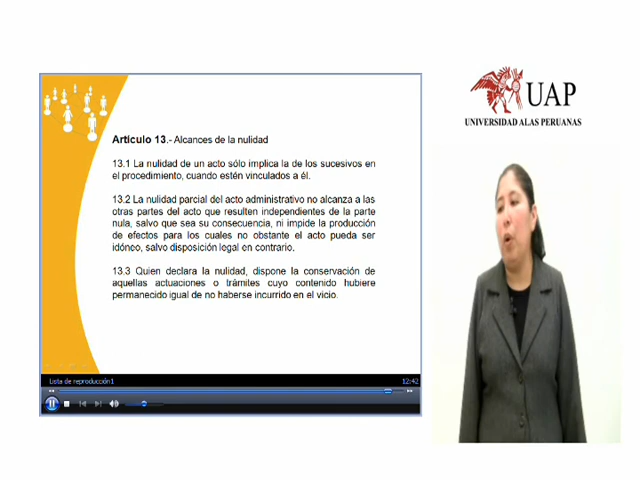 Artículo 13.- Alcances de la nulidad
13.1 La nulidad de un acto sólo implica la de los sucesivos en
el procedimiento, cuando estén vinculados a él.
13.2 La nulidad parcial del acto administrativo no alcanza a las
otras partes del acto que resulten independientes de la parte
nula, salvo que sea su consecuencia, ni impide la producción
de efectos para los cuales no obstante el acto pueda ser
idóneo, salvo disposición legal en contrario.
13.3 Quien declara la nulidad, dispone la conservación de
aquellas actuaciones o trámites cuyo contenido hubiere
permanecido igual de no haberse incurrido en el vicio.
Lista de reproducción1
12:42
UAP
UNIVERSIDAD ALAS PERUANAS